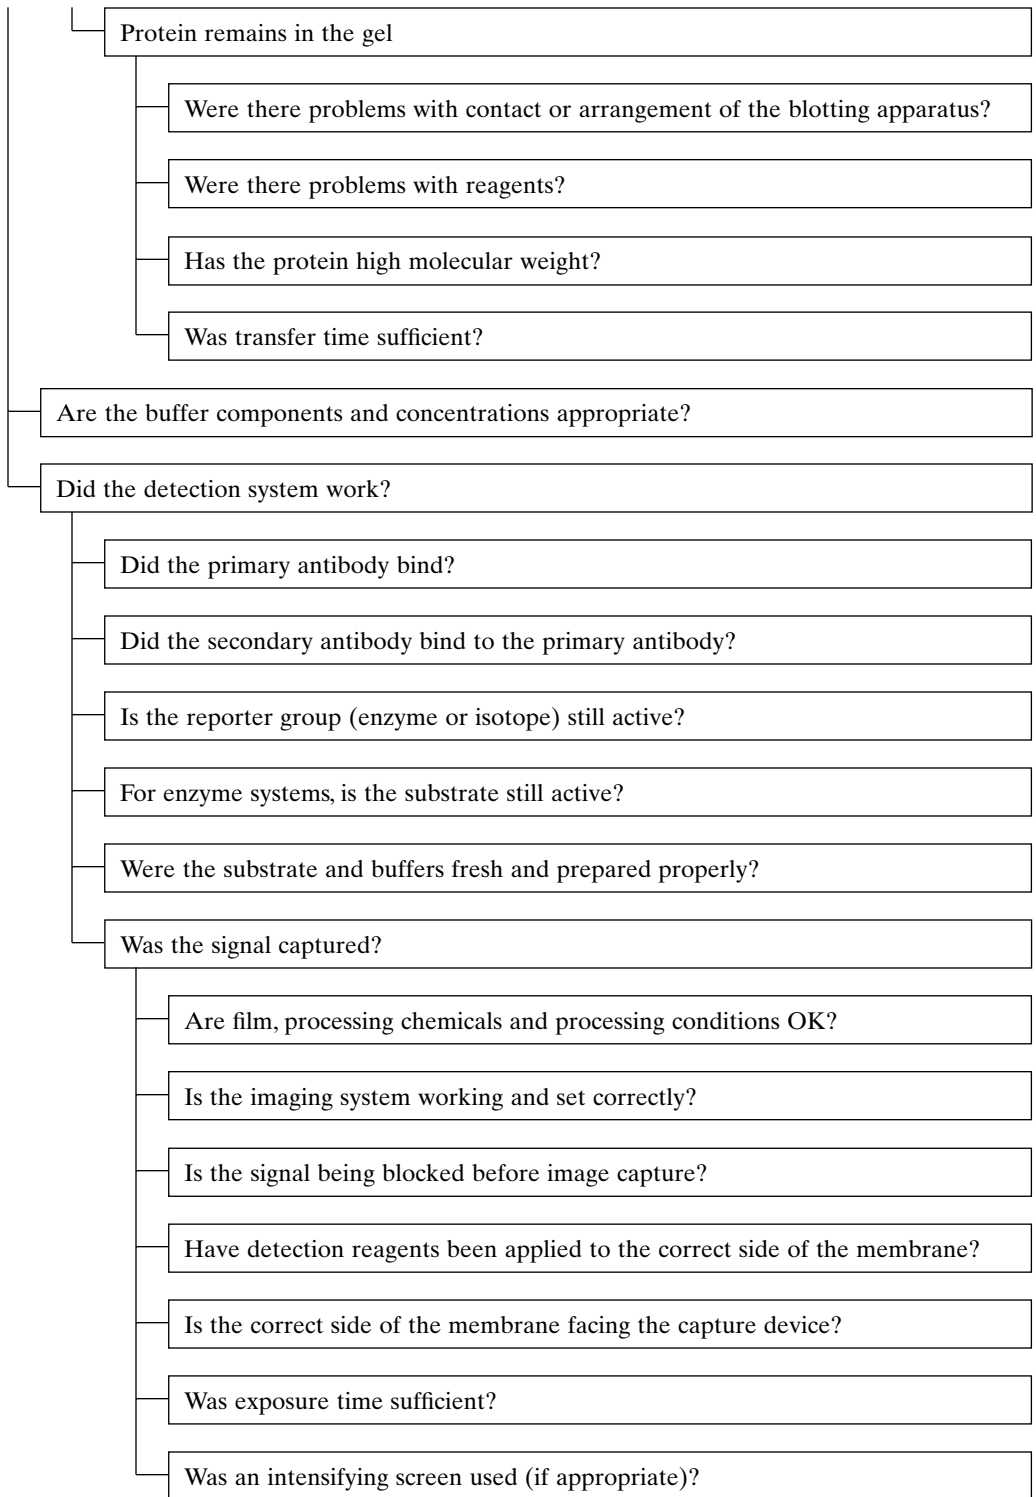 Protein remains in the gel
Were there problems with contact or arrangement of the blotting apparatus?
Were there problems with reagents?
Has the protein high molecular weight?
Was transfer time sufficient?
Are the buffer components and concentrations appropriate?
Did the detection system work?
Did the primary antibody bind?
Did the secondary antibody bind to the primary antibody?
Is the reporter group (enzyme or isotope) still active?
For enzyme systems, is the substrate still active?
Were the substrate and buffers fresh and prepared properly?
Was the signal captured?
Are film, processing chemicals and processing conditions OK?
Is the imaging system working and set correctly?
Is the signal being blocked before image capture?
Have detection reagents been applied to the correct side of the membrane?
Is the correct side of the membrane facing the capture device?
Was exposure time sufficient?
Was an intensifying screen used (if appropriate)?